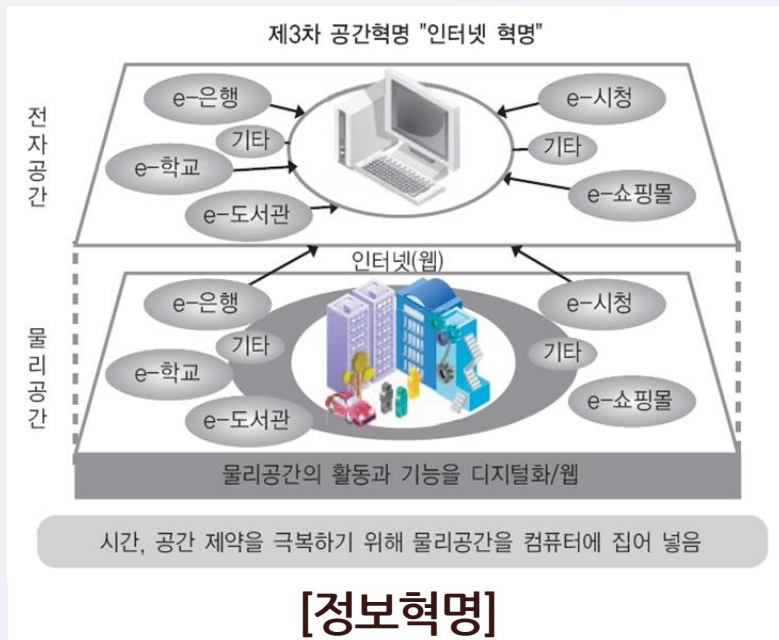 제3차 공간혁명 "인터넷 혁명"
전자공간
e-은행
e-시청
기타
기타
e-학교
e-쇼핑몰
e-도서관
인터넷(웹)
물리공간
e-은행
e-시청
기타
기타
e-학교
e-쇼핑몰
e-도서관
물리공간의 활동과 기능을 디지털화/웹
시간, 공간 제약을 극복하기 위해 물리공간을 컴퓨터에 집어 넣음
[정보혁명]